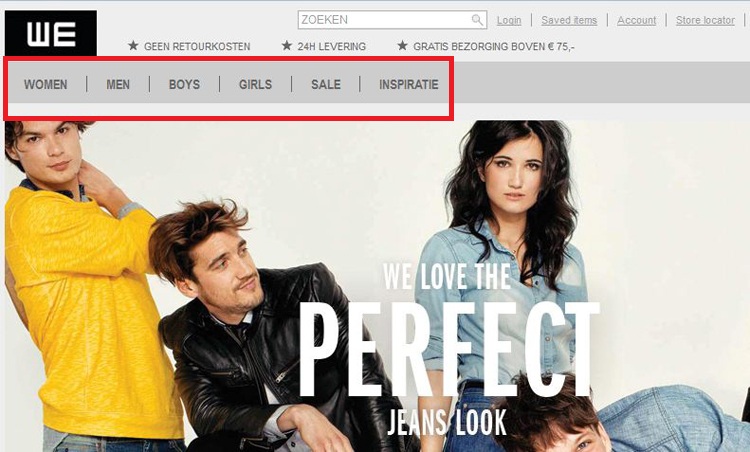 WE
ZOEKEN
Login | Saved items | Account | Store locator |
★ GEEN RETOURKOSTEN ★ 24H LEVERING ★ GRATIS BEZORGING BOVEN € 75,-
WOMEN | MEN | BOYS | GIRLS | SALE | INSPIRATIE
WE LOVE THE
PERFECT
JEANS LOOK